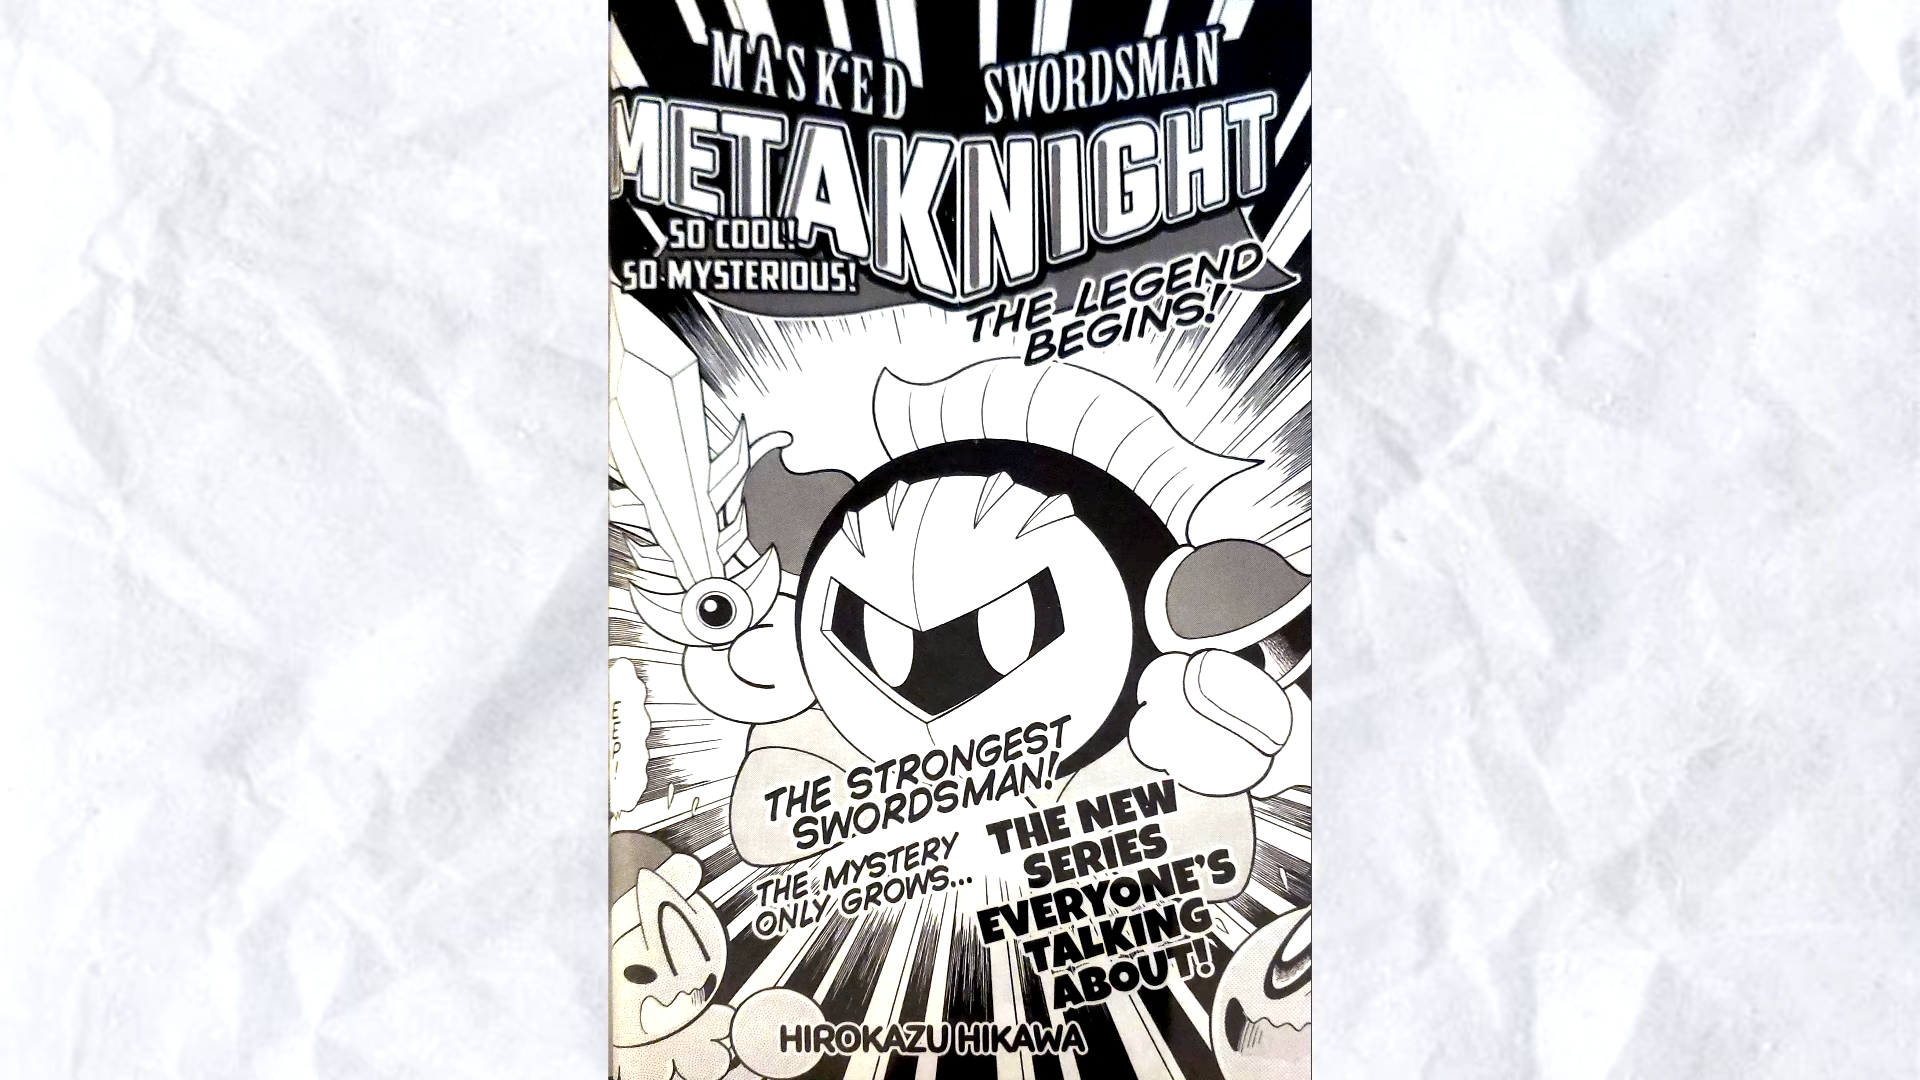 MASKED SWORDSMAN
METAKNIGHT
SO COOL!
SO MYSTERIOUS!
THE LEGEND
BEGINS!
EEEP!
THE STRONGEST
SWORDSMAN!
THE MYSTERY
ONLY GROWS...
THE NEW
SERIES
EVERYONE'S
TALKING
ABOUT!
HIROKAZU HIKAWA